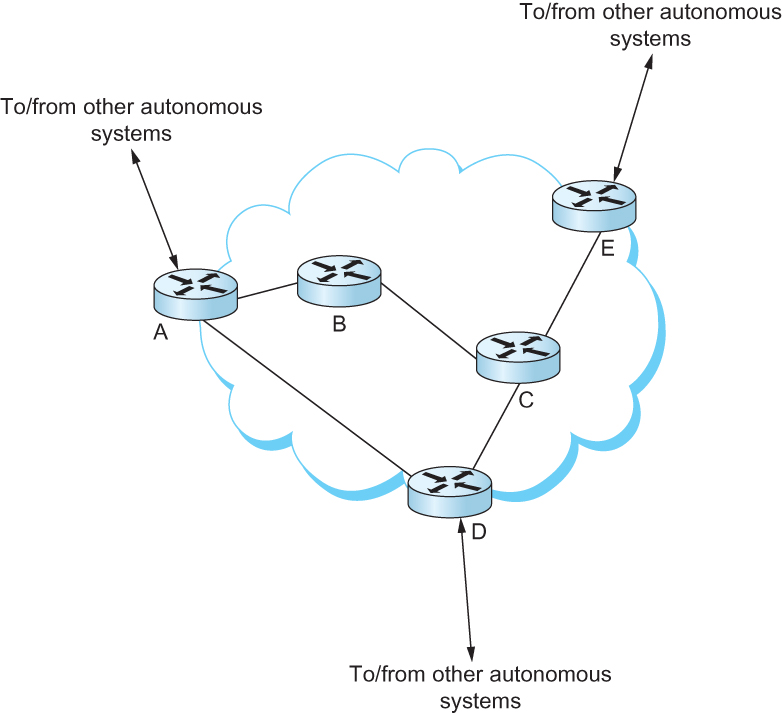 To/from other autonomous
systems
To/from other autonomous
systems
E
B
A
C
D
To/from other autonomous
systems